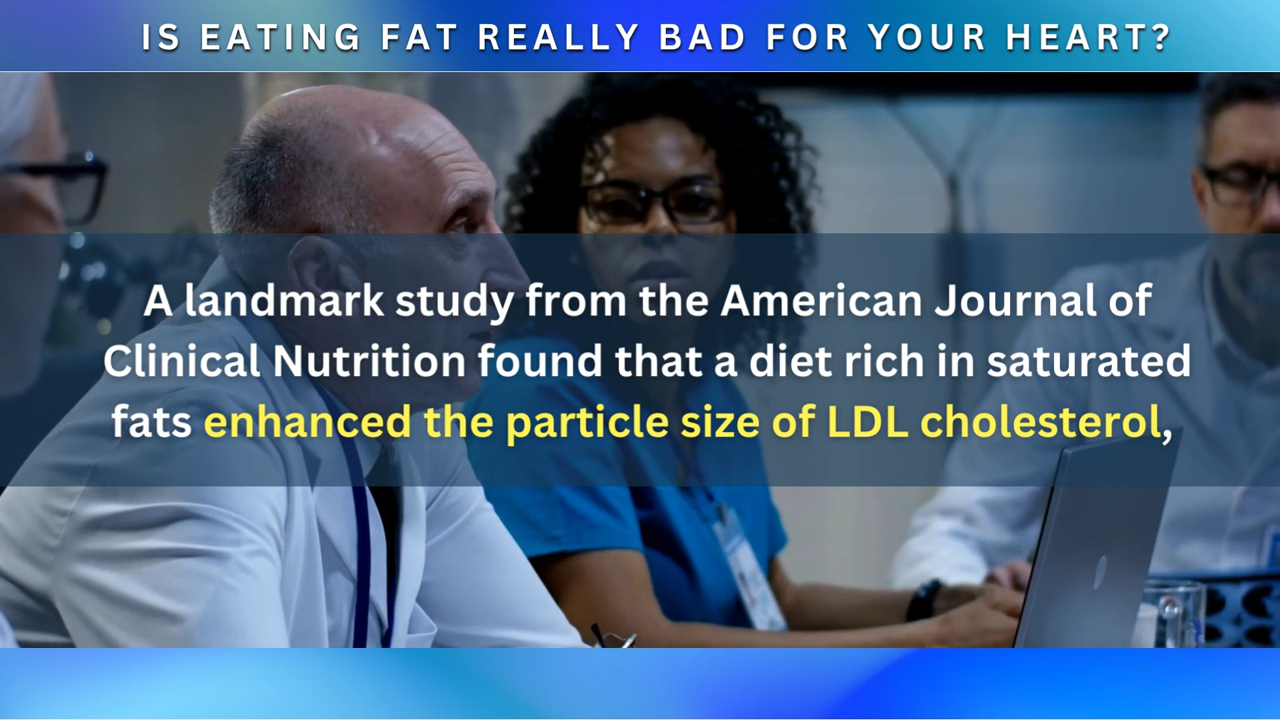 IS EATING FAT REALLY BAD FOR YOUR HEART?
A landmark study from the American Journal of
Clinical Nutrition found that a diet rich in saturated
fats enhanced the particle size of LDL cholesterol,